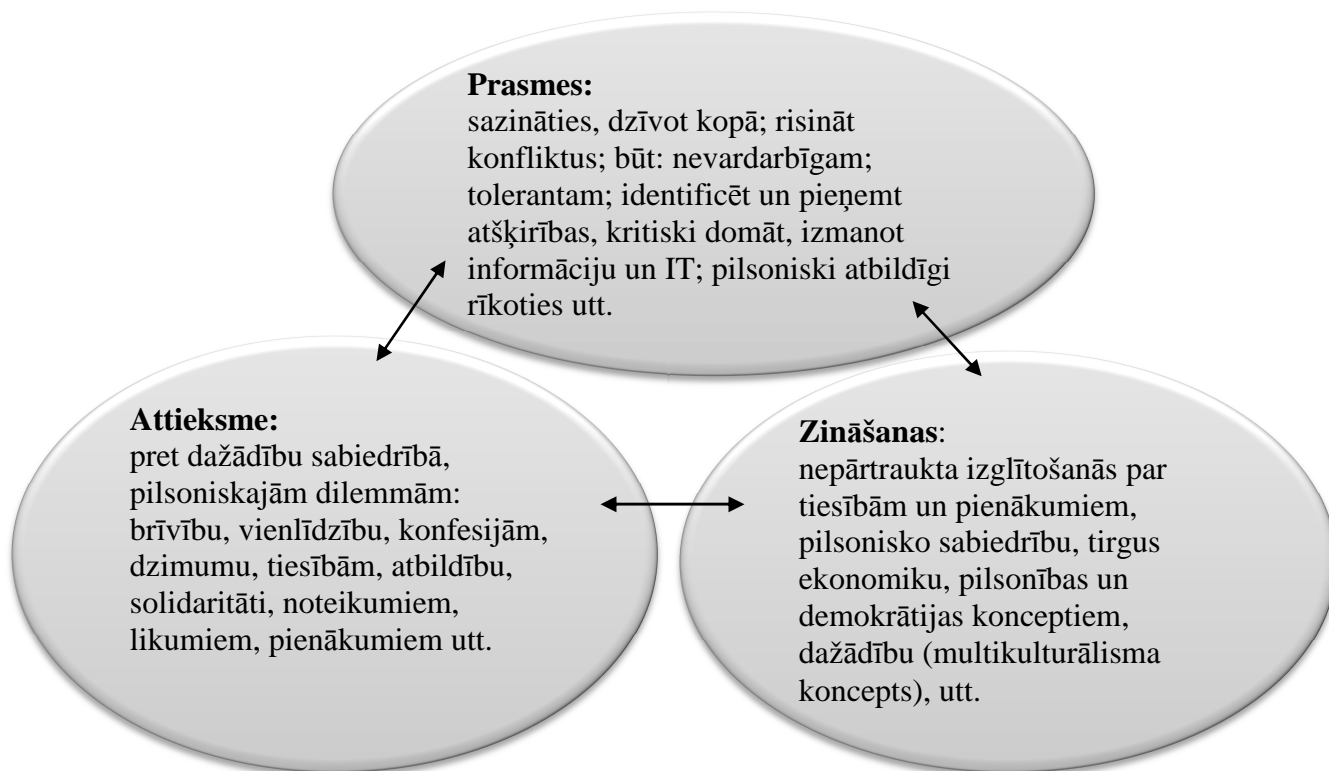 Prasmes:
sazināties, dzīvot kopā; risināt
konfliktus; būt: nevardarbīgam;
tolerantam; identificēt un pieņemt
atšķirības, kritiski domāt, izmanot
informāciju un IT; pilsoniski atbildīgi
rīkoties utt.
Attieksme:
pret dažādību sabiedrībā,
pilsoniskajām dilemmām:
brīvību, vienlīdzību, konfesijām,
dzimumu, tiesībām, atbildību,
solidaritāti, noteikumiem,
likumiem, pienākumiem utt.
Zināšanas:
nepārtraukta izglītošanās par
tiesībām un pienākumiem,
pilsonisko sabiedrību, tirgus
ekonomiku, pilsonības un
demokrātijas konceptiem,
dažādību (multikulturālisma
koncepts), utt.